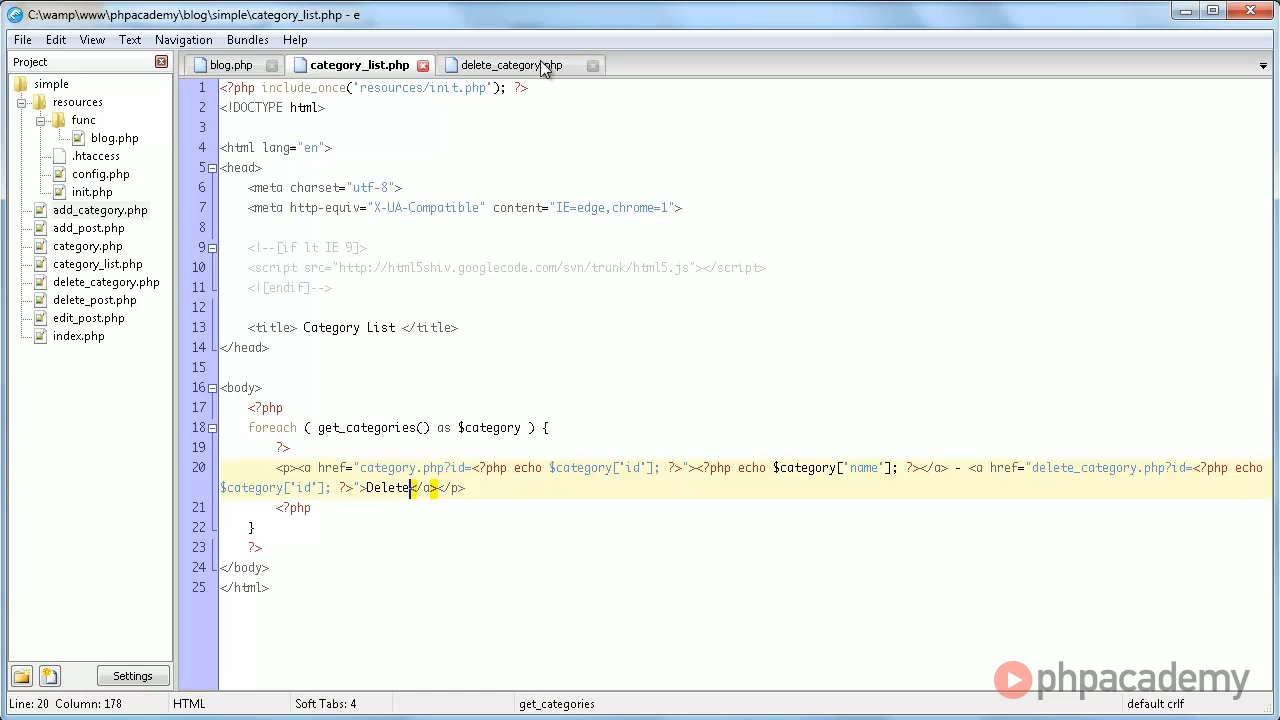 C:\wamp\www\phpacademy\blog\simple\category_list.php - e
File Edit View Text Navigation Bundles Help
Project
blog.php category_list.php delete_category.php
simple
resources
func
blog.php
.htaccess
config.php
init.php
add_category.php
add_post.php
category.php
category_list.php
delete_category.php
delete_post.php
edit_post.php
index.php
1 <?php include_once('resources/init.php'); ?>
2 <!DOCTYPE html>
3
4 <html lang="en">
5 <head>
6 <meta charset="utf-8">
7 <meta http-equiv="X-UA-Compatible" content="IE=edge,chrome=1">
8
9 <!--[if lt IE 9]>
10 <script src="http://html5shiv.googlecode.com/svn/trunk/html5.js"></script>
11 <![endif]-->
12
13 <title> Category List </title>
14 </head>
15
16 <body>
17 <?php
18 foreach ( get_categories() as $category ) {
19 ?>
20 <p><a href="category.php?id=<?php echo $category['id']; ?>"><?php echo $category['name']; ?></a> - <a href="delete_category.php?id=<?php echo
$category['id']; ?>">Delete</a></p>
21 <?php
22 }
23 ?>
24 </body>
25 </html>
Settings
phpacademy
Line: 20 Column: 178 HTML Soft Tabs: 4 get_categories default crlf